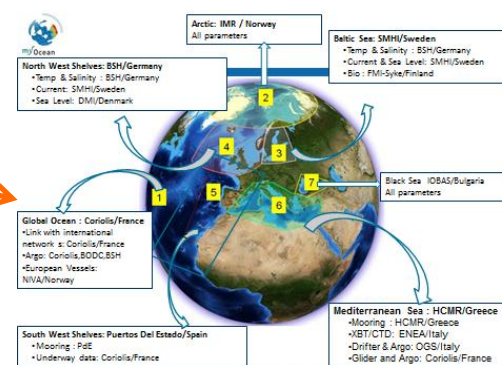 my Ocean
Arctic: IMR / Norway
All parameters
Baltic Sea: SMHI/Sweden
•Temp & Salinity : BSH/Germany
•Current & Sea Level: SMHI/Sweden
•Bio : FMI-Syke/Finland
North West Shelves: BSH/Germany
•Temp & Salinity : BSH/Germany
•Current: SMHI/Sweden
•Sea Level: DMI/Denmark
2
4
3
1
5
7
6
Black Sea IOBAS/Bulgaria
All parameters
Global Ocean : Coriolis/France
•Link with international
network s: Coriolis/France
•Argo: Coriolis,BODC,BSH
•European Vessels:
NIVA/Norway
South West Shelves: Puertos Del Estedo/Spain
•Mooring : PdE
•Underway data: Coriolis/France
Mediterranean Sea : HCMR/Greece
•Mooring : HCMR/Greece
•XBT/CTD: ENEA/Italy
•Drifter & Argo: OGS/Italy
•Glider and Argo: Coriolis/France